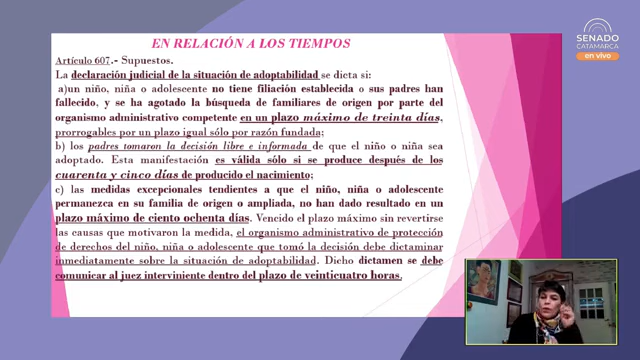 EN RELACIÓN A LOS TIEMPOS
Artículo 607.- Supuestos.
La declaración judicial de la situación de adoptabilidad se dicta si:
a)un niño, niña o adolescente no tiene filiación establecida o sus padres han
fallecido, y se ha agotado la búsqueda de familiares de origen por parte del
organismo administrativo competente en un plazo máximo de treinta días,
prorrogables por un plazo igual sólo por razón fundada;
b) los padres tomaron la decisión libre e informada de que el niño o niña sea
adoptado. Esta manifestación es válida sólo si se produce después de los
cuarenta y cinco días de producido el nacimiento;
c) las medidas excepcionales tendientes a que el niño, niña o adolescente
permanezca en su familia de origen o ampliada, no han dado resultado en un
plazo máximo de ciento ochenta días. Vencido el plazo máximo sin revertirse
las causas que motivaron la medida, el organismo administrativo de protección
de derechos del niño, niña o adolescente que tomó la decisión debe dictaminar
inmediatamente sobre la situación de adoptabilidad. Dicho dictamen se debe
comunicar al juez interviniente dentro del plazo de veinticuatro horas.
SENADO
CATAMARCA
en vivo